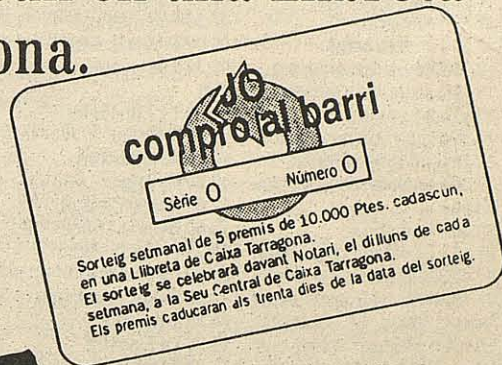 ona.
JO
compro al barri
Sèrie O Número O
Sorteig setmanal de 5 premis de 10.000 Ptes. cadascun,
en una Llibreta de Caixa Tarragona.
El sorteig se celebrarà davant Notari, el dilluns de cada
setmana, a la Seu Central de Caixa Tarragona.
Els premis caducaran als trenta dies de la data del sorteig.